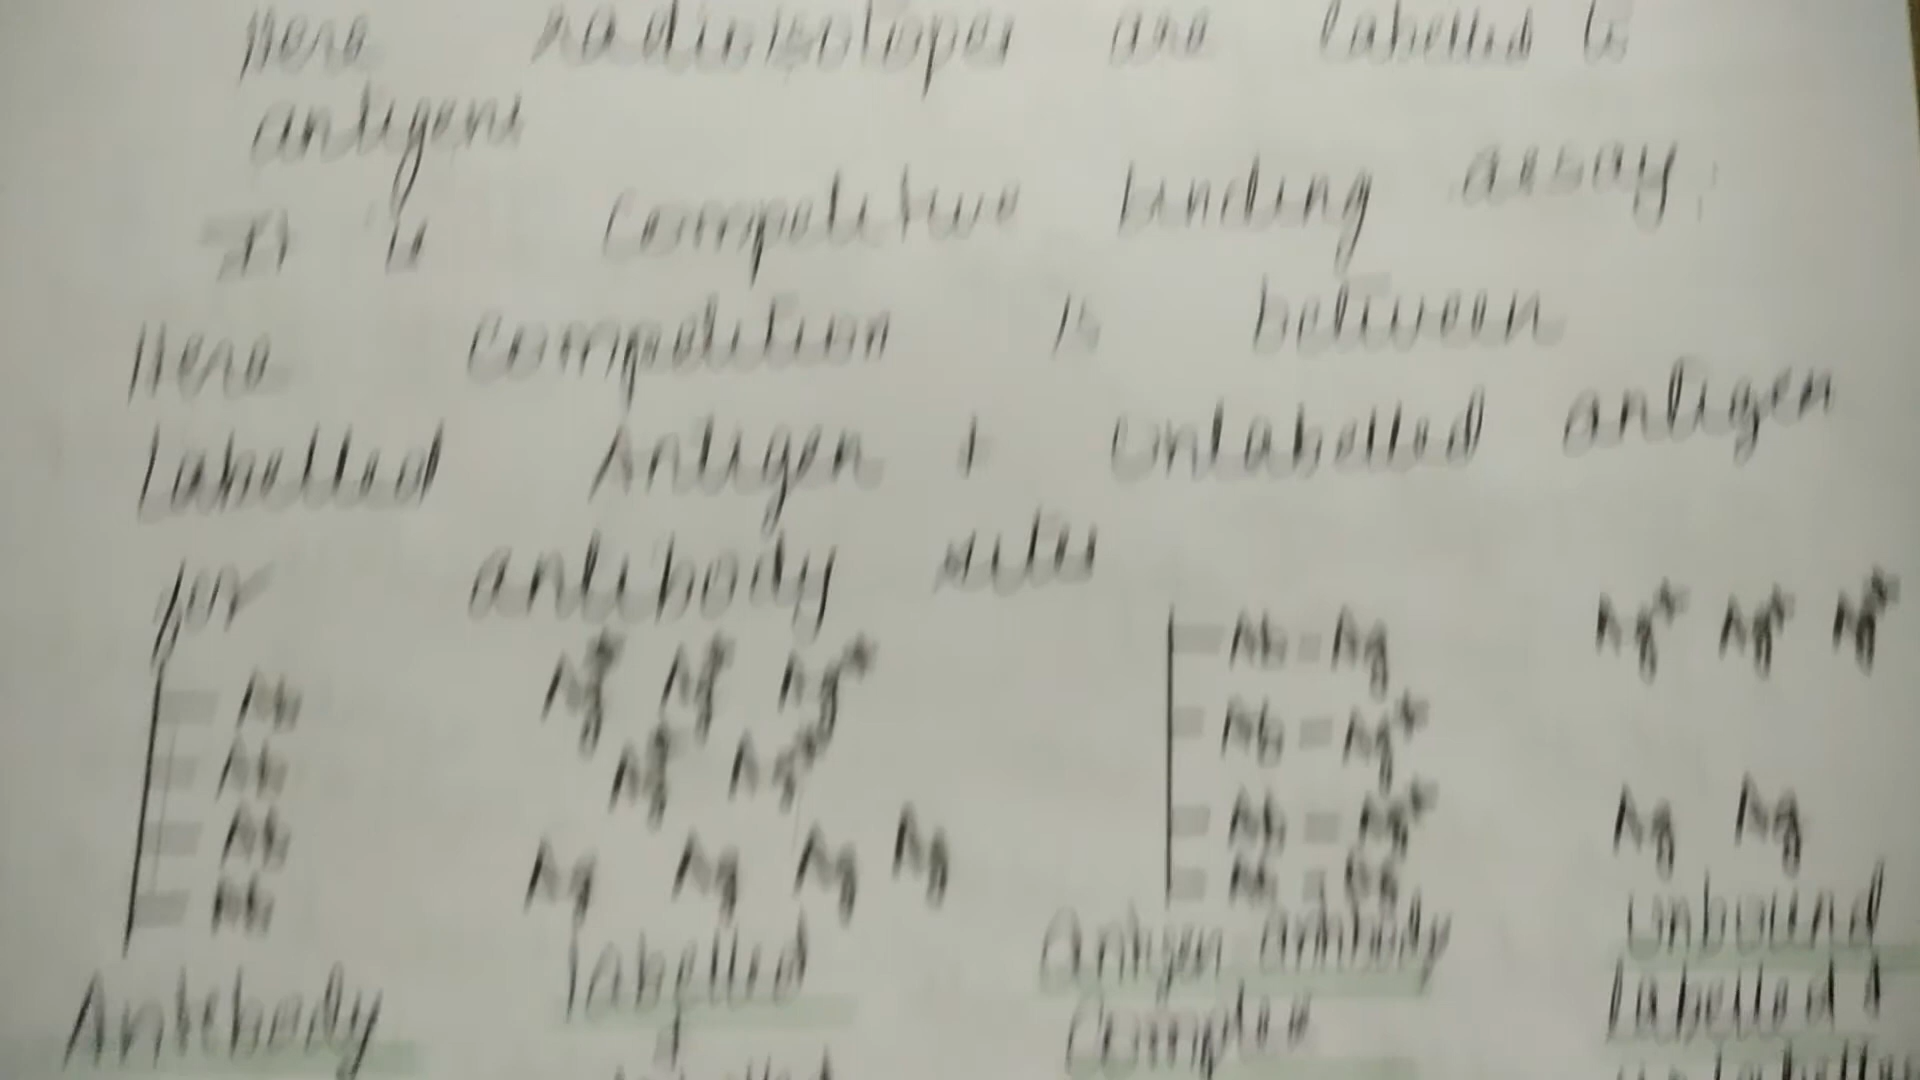 Here radioisotopes are labelled to
antigens
It is competitive binding assay.
Here competition is between
Labelled Antigen + unlabelled antigen
for antibody sites
Ab
Ab
Ab
Ab
Antibody
Ag* Ag* Ag*
Ag* Ag*
Ag Ag Ag Ag
labelled
Ab Ag
Ab Ag*
Ab Ag*
Ab Ag
Antigen antibody
Complex
Ag* Ag* Ag*
Ag Ag
Unbound
labelled &